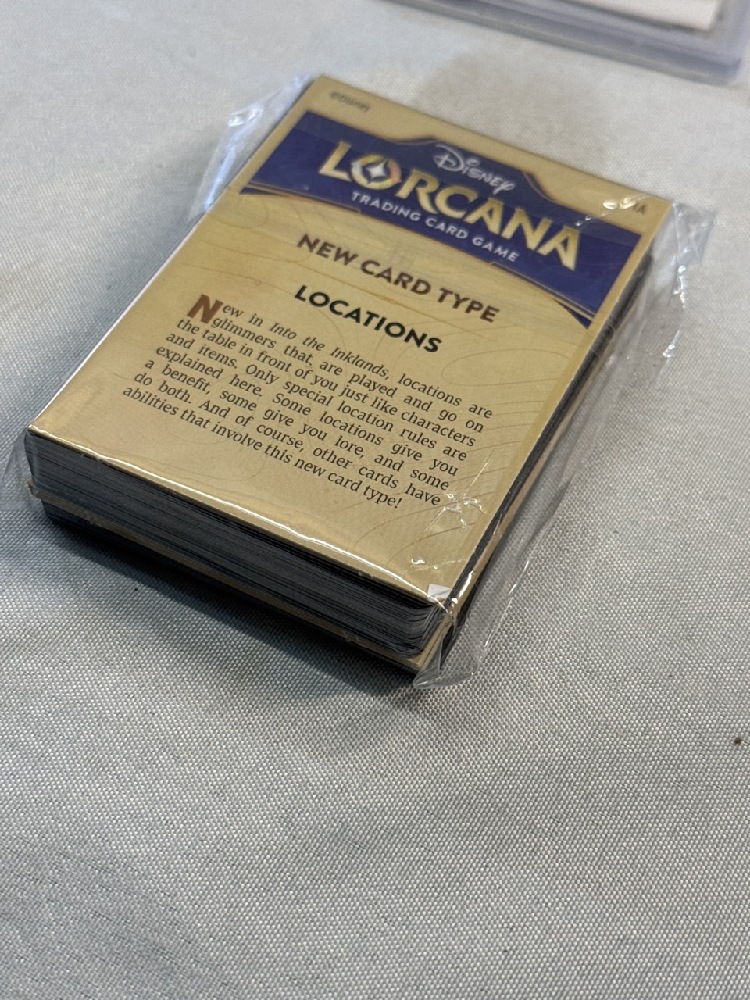 Disney
LORCANA
TRADING CARD GAME
NEW CARD TYPE
LOCATIONS
New in Into the Inklands, locations are
glimmers that, are played and go on
the table in front of you just like characters
and items. Only special location rules are
explained here. Some locations give you
a benefit, some give you lore, and some
do both. And of course, other cards have
abilities that involve this new card type!